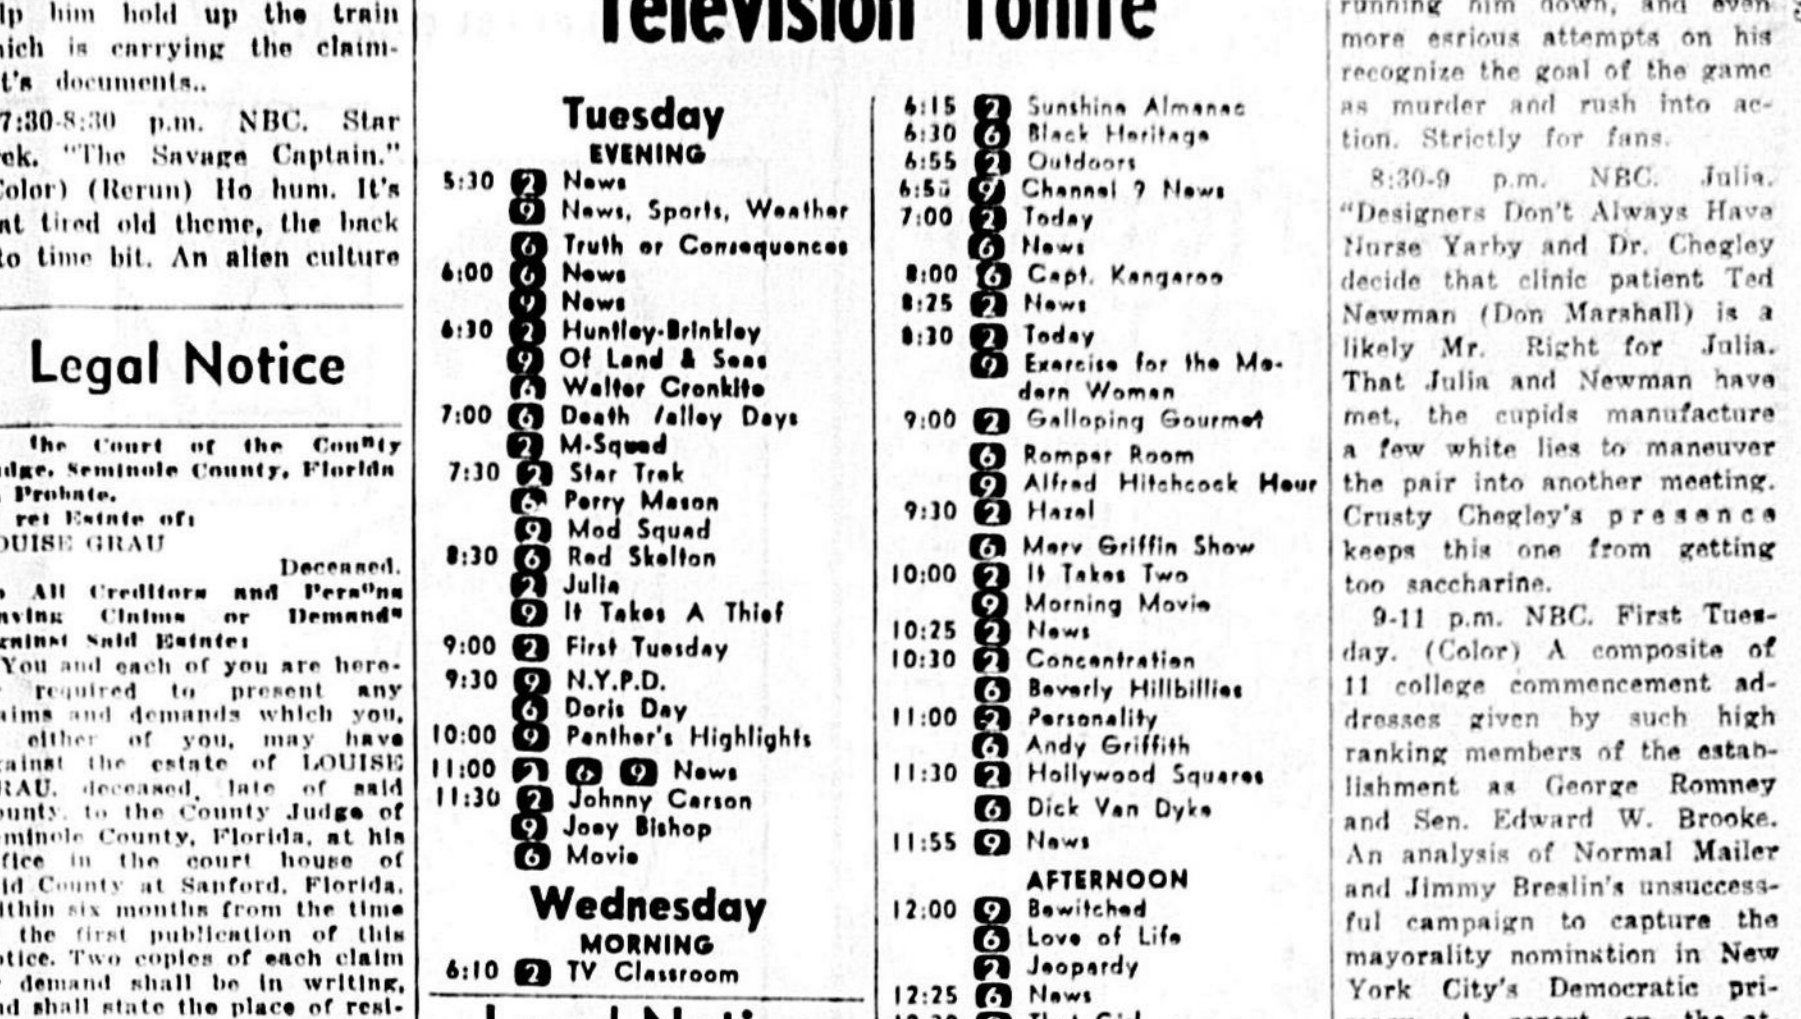 lp him hold up the train
hich is carrying the claim-
t's documents..
7:30-8:30 p.m. NBC. Star
ek. "The Savage Captain."
Color) (Rerun) Ho hum. It's
at tired old theme, the back
to time bit. An alien culture
Legal Notice
the Court of the County
dge, Seminole County, Florida
Probate.
ret Estate of:
OUISE GRAU
Deceased.
All Creditors and Persons
aving Claims or Demands
gainst Said Estate:
You and each of you are here-
required to present any
aims and demands which you,
either of you, may have
gainst the estate of LOUISE
RAU, deceased, late of said
ounty, to the County Judge of
eminole County, Florida, at his
ffice in the court house of
id County at Sanford, Florida,
ithin six months from the time
the first publication of this
otice. Two copies of each claim
demand shall be in writing,
nd shall state the place of resi-
Television Tonite
Tuesday
EVENING
5:30 2 News
9 News, Sports, Weather
6 Truth or Consequences
6:00 6 News
9 News
6:30 2 Huntley-Brinkley
9 Of Land & Seas
6 Walter Cronkite
7:00 6 Death Valley Days
2 M-Squad
7:30 2 Star Trek
6 Perry Mason
9 Mod Squad
8:30 6 Red Skelton
2 Julia
9 It Takes A Thief
9:00 2 First Tuesday
9:30 9 N.Y.P.D.
6 Doris Day
10:00 9 Panther's Highlights
11:00 2 6 9 News
11:30 2 Johnny Carson
9 Joey Bishop
6 Movie
Wednesday
MORNING
6:10 2 TV Classroom
6:15 2 Sunshine Almanac
6:30 6 Black Heritage
6:55 2 Outdoors
6:55 9 Channel 9 News
7:00 2 Today
6 News
8:00 6 Capt. Kangaroo
8:25 2 News
8:30 2 Today
9 Exercise for the Mo-
dern Woman
9:00 2 Galloping Gourmet
6 Romper Room
9 Alfred Hitchcock Hour
9:30 2 Hazel
6 Merv Griffin Show
10:00 2 It Takes Two
9 Morning Movie
10:25 2 News
10:30 2 Concentration
6 Beverly Hillbillies
11:00 2 Personality
6 Andy Griffith
11:30 2 Hollywood Squares
6 Dick Van Dyke
11:55 9 News
AFTERNOON
12:00 9 Bewitched
6 Love of Life
2 Jeopardy
12:25 6 News
running him down, and even
more esrious attempts on his
recognize the goal of the game
as murder and rush into ac-
tion. Strictly for fans.
8:30-9 p.m. NBC. Julia.
"Designers Don't Always Have
Nurse Yarby and Dr. Chegley
decide that clinic patient Ted
Newman (Don Marshall) is a
likely Mr. Right for Julia.
That Julia and Newman have
met, the cupids manufacture
a few white lies to maneuver
the pair into another meeting.
Crusty Chegley's presence
keeps this one from getting
too saccharine.
9-11 p.m. NBC. First Tues-
day. (Color) A composite of
11 college commencement ad-
dresses given by such high
ranking members of the estab-
lishment as George Romney
and Sen. Edward W. Brooke.
An analysis of Normal Mailer
and Jimmy Breslin's unsuccess-
ful campaign to capture the
mayorality nomination in New
York City's Democratic pri-